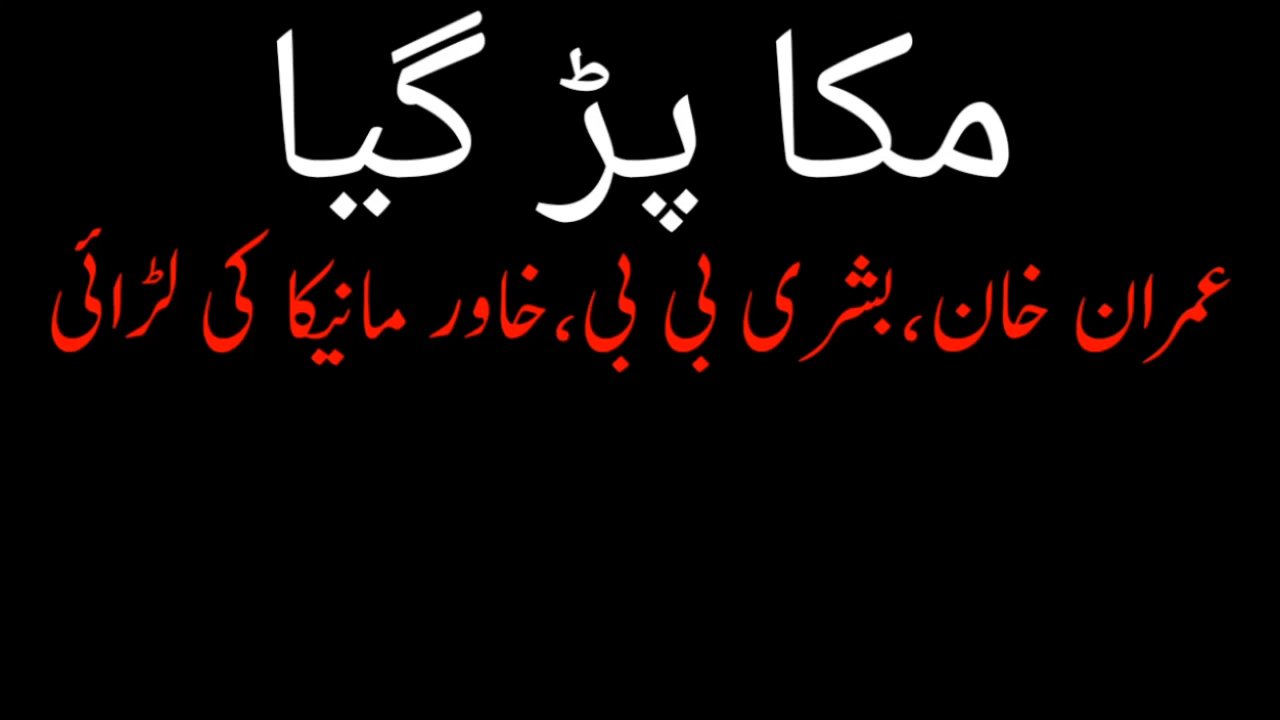 مکا پڑ گیا
عمران خان، بشری بی بی، خاور مانیکا کی لڑائی